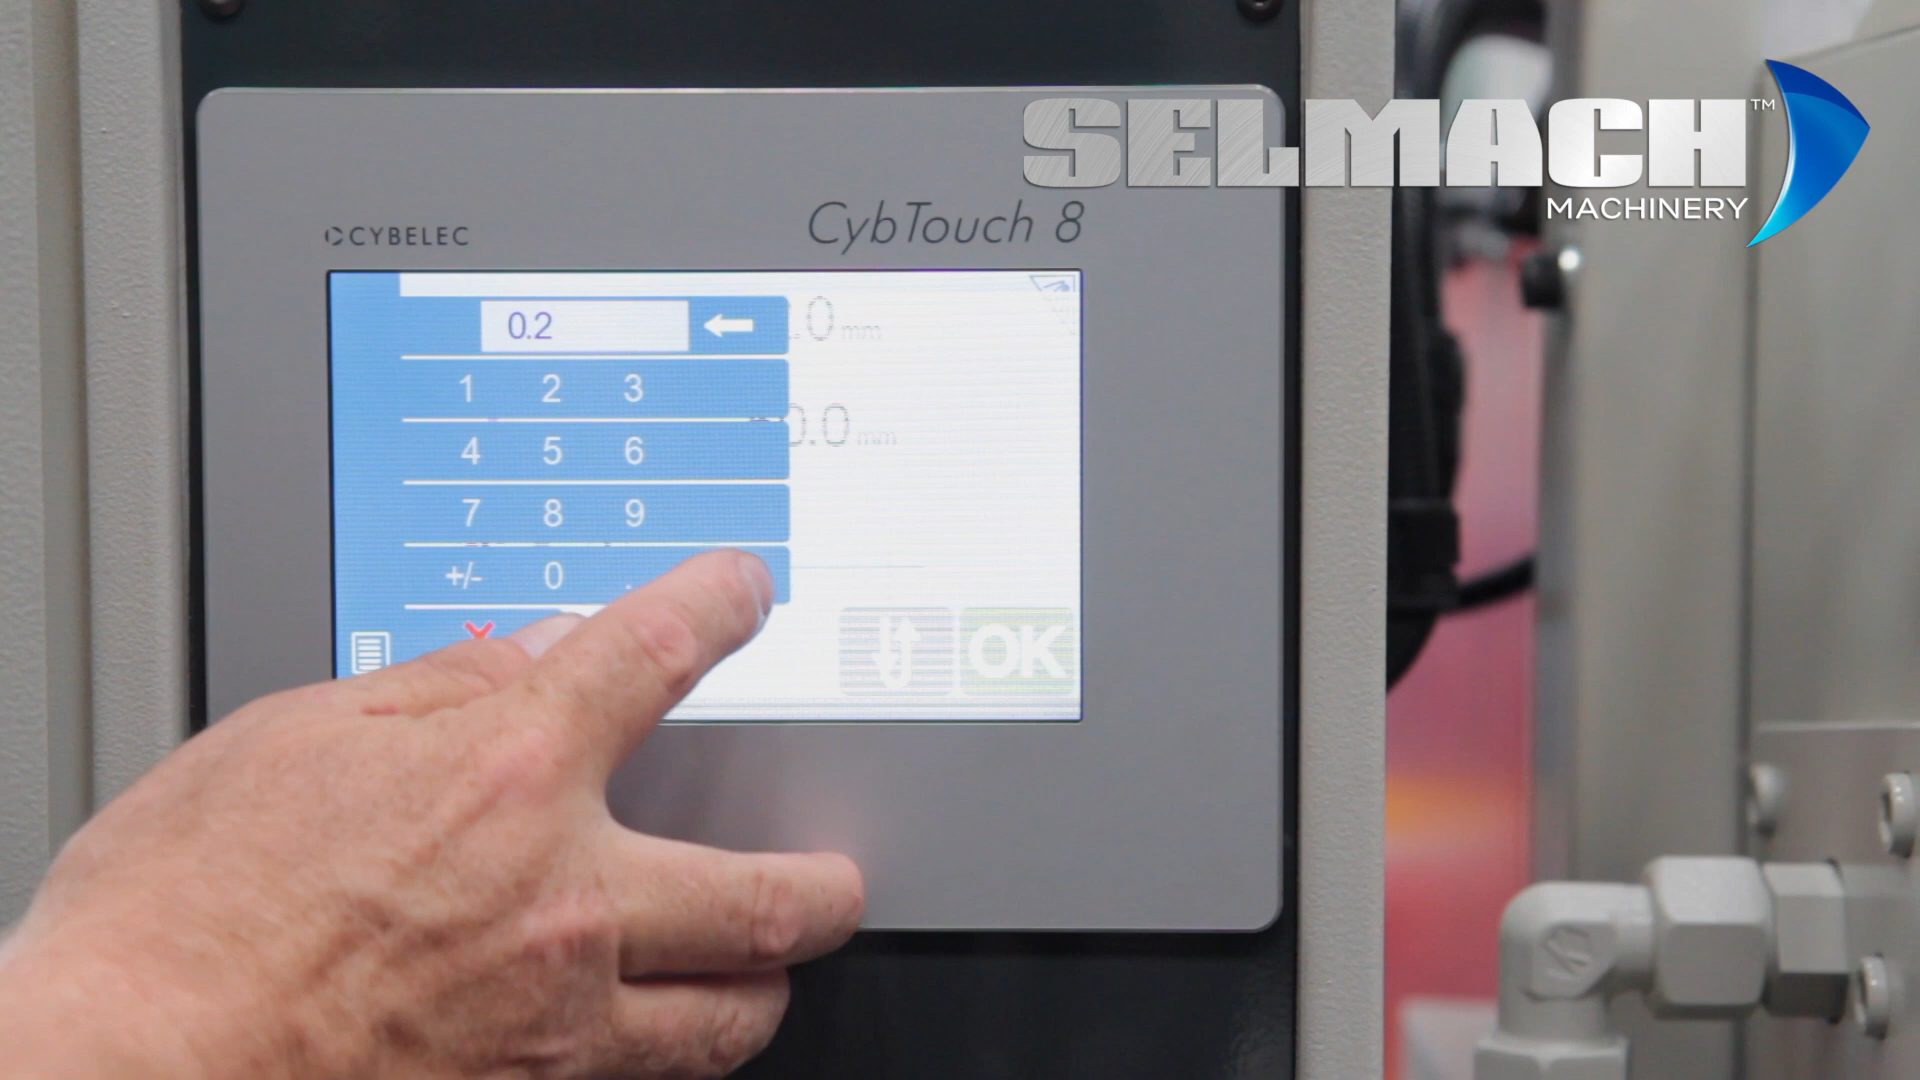 SELMACH™
MACHINERY
CYBELEC
CybTouch 8
0.2
.0 mm
1 2 3
0.0 mm
4 5 6
7 8 9
+/- 0 .
OK